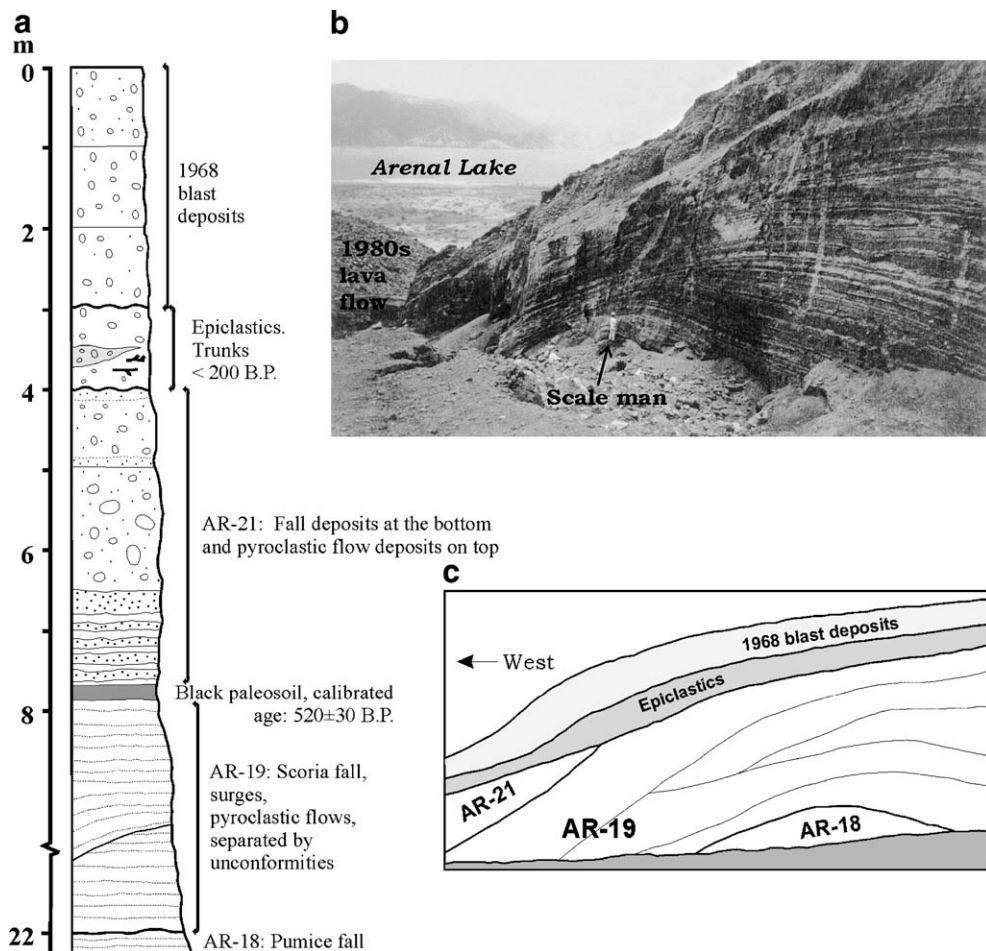 a
m
0
2
4
6
8
22
1968
blast
deposits
Epiclastics.
Trunks
< 200 B.P.
AR-21: Fall deposits at the bottom
and pyroclastic flow deposits on top
Black paleosoil, calibrated
age: 520±30 B.P.
AR-19: Scoria fall,
surges,
pyroclastic flows,
separated by
unconformities
AR-18: Pumice fall
b
Arenal Lake
1980s
lava
flow
Scale man
c
West
1968 blast deposits
Epiclastics
AR-21
AR-19
AR-18